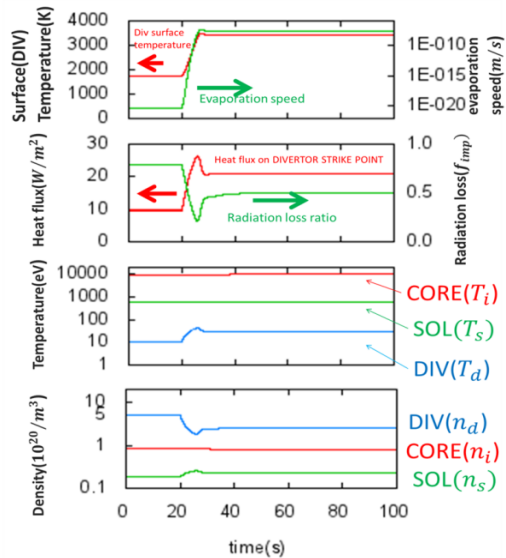 Surface(DIV)
Temperature(K)
4000
3000
2000
1000
0
Div surface
temperature
Evaporation speed
1E-010
1E-015
1E-020
evaporation
speed(m/s)
Heat flux(W/m²)
30
20
10
0
Heat flux on DIVERTOR STRIKE POINT
Radiation loss ratio
1.0
0.5
0.0
Radiation loss(f_imp)
Temperature(eV)
10000
1000
100
10
1
CORE(T_i)
SOL(T_s)
DIV(T_d)
Density(10²⁰/m³)
10
5
1
0.1
DIV(n_d)
CORE(n_i)
SOL(n_s)
0 20 40 60 80 100
time(s)